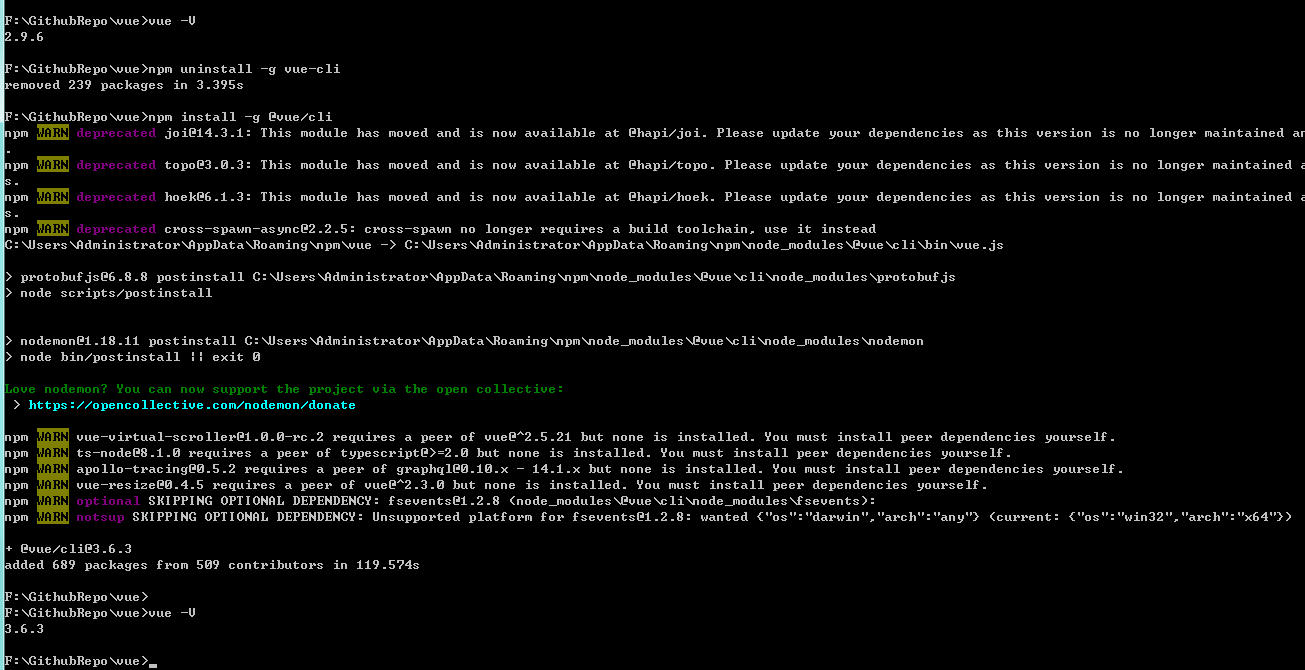 F:\GithubRepo\vue>vue -V
2.9.6
F:\GithubRepo\vue>npm uninstall -g vue-cli
removed 239 packages in 3.395s
F:\GithubRepo\vue>npm install -g @vue/cli
npm WARN deprecated joi@14.3.1: This module has moved and is now available at @hapi/joi. Please update your dependencies as this version is no longer maintained an
.
npm WARN deprecated topo@3.0.3: This module has moved and is now available at @hapi/topo. Please update your dependencies as this version is no longer maintained a
s.
npm WARN deprecated hoek@6.1.3: This module has moved and is now available at @hapi/hoek. Please update your dependencies as this version is no longer maintained a
s.
npm WARN deprecated cross-spawn-async@2.2.5: cross-spawn no longer requires a build toolchain, use it instead
C:\Users\Administrator\AppData\Roaming\npm\vue -> C:\Users\Administrator\AppData\Roaming\npm\node_modules\@vue\cli\bin\vue.js
> protobufjs@6.8.8 postinstall C:\Users\Administrator\AppData\Roaming\npm\node_modules\@vue\cli\node_modules\protobufjs
> node scripts/postinstall
> nodemon@1.18.11 postinstall C:\Users\Administrator\AppData\Roaming\npm\node_modules\@vue\cli\node_modules\nodemon
> node bin/postinstall || exit 0
Love nodemon? You can now support the project via the open collective:
> https://opencollective.com/nodemon/donate
npm WARN vue-virtual-scroller@1.0.0-rc.2 requires a peer of vue@^2.5.21 but none is installed. You must install peer dependencies yourself.
npm WARN ts-node@8.1.0 requires a peer of typescript@>=2.0 but none is installed. You must install peer dependencies yourself.
npm WARN apollo-tracing@0.5.2 requires a peer of graphql@0.10.x - 14.1.x but none is installed. You must install peer dependencies yourself.
npm WARN vue-resize@0.4.5 requires a peer of vue@^2.3.0 but none is installed. You must install peer dependencies yourself.
npm WARN optional SKIPPING OPTIONAL DEPENDENCY: fsevents@1.2.8 (node_modules\@vue\cli\node_modules\fsevents):
npm WARN notsup SKIPPING OPTIONAL DEPENDENCY: Unsupported platform for fsevents@1.2.8: wanted {"os":"darwin","arch":"any"} (current: {"os":"win32","arch":"x64"})
+ @vue/cli@3.6.3
added 689 packages from 509 contributors in 119.574s
F:\GithubRepo\vue>
F:\GithubRepo\vue>vue -V
3.6.3
F:\GithubRepo\vue>_